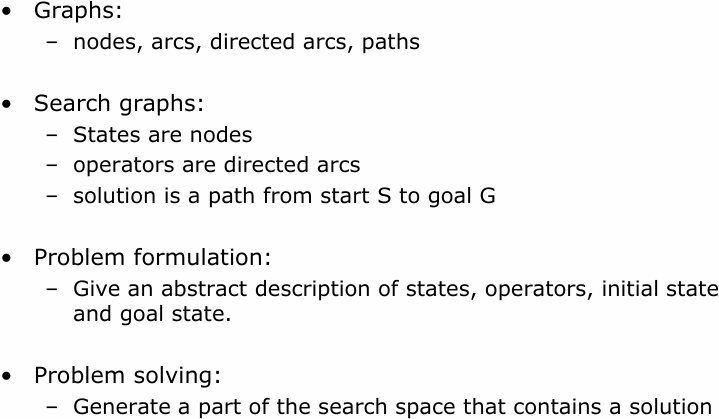 • Graphs:
– nodes, arcs, directed arcs, paths
• Search graphs:
– States are nodes
– operators are directed arcs
– solution is a path from start S to goal G
• Problem formulation:
– Give an abstract description of states, operators, initial state
and goal state.
• Problem solving:
– Generate a part of the search space that contains a solution